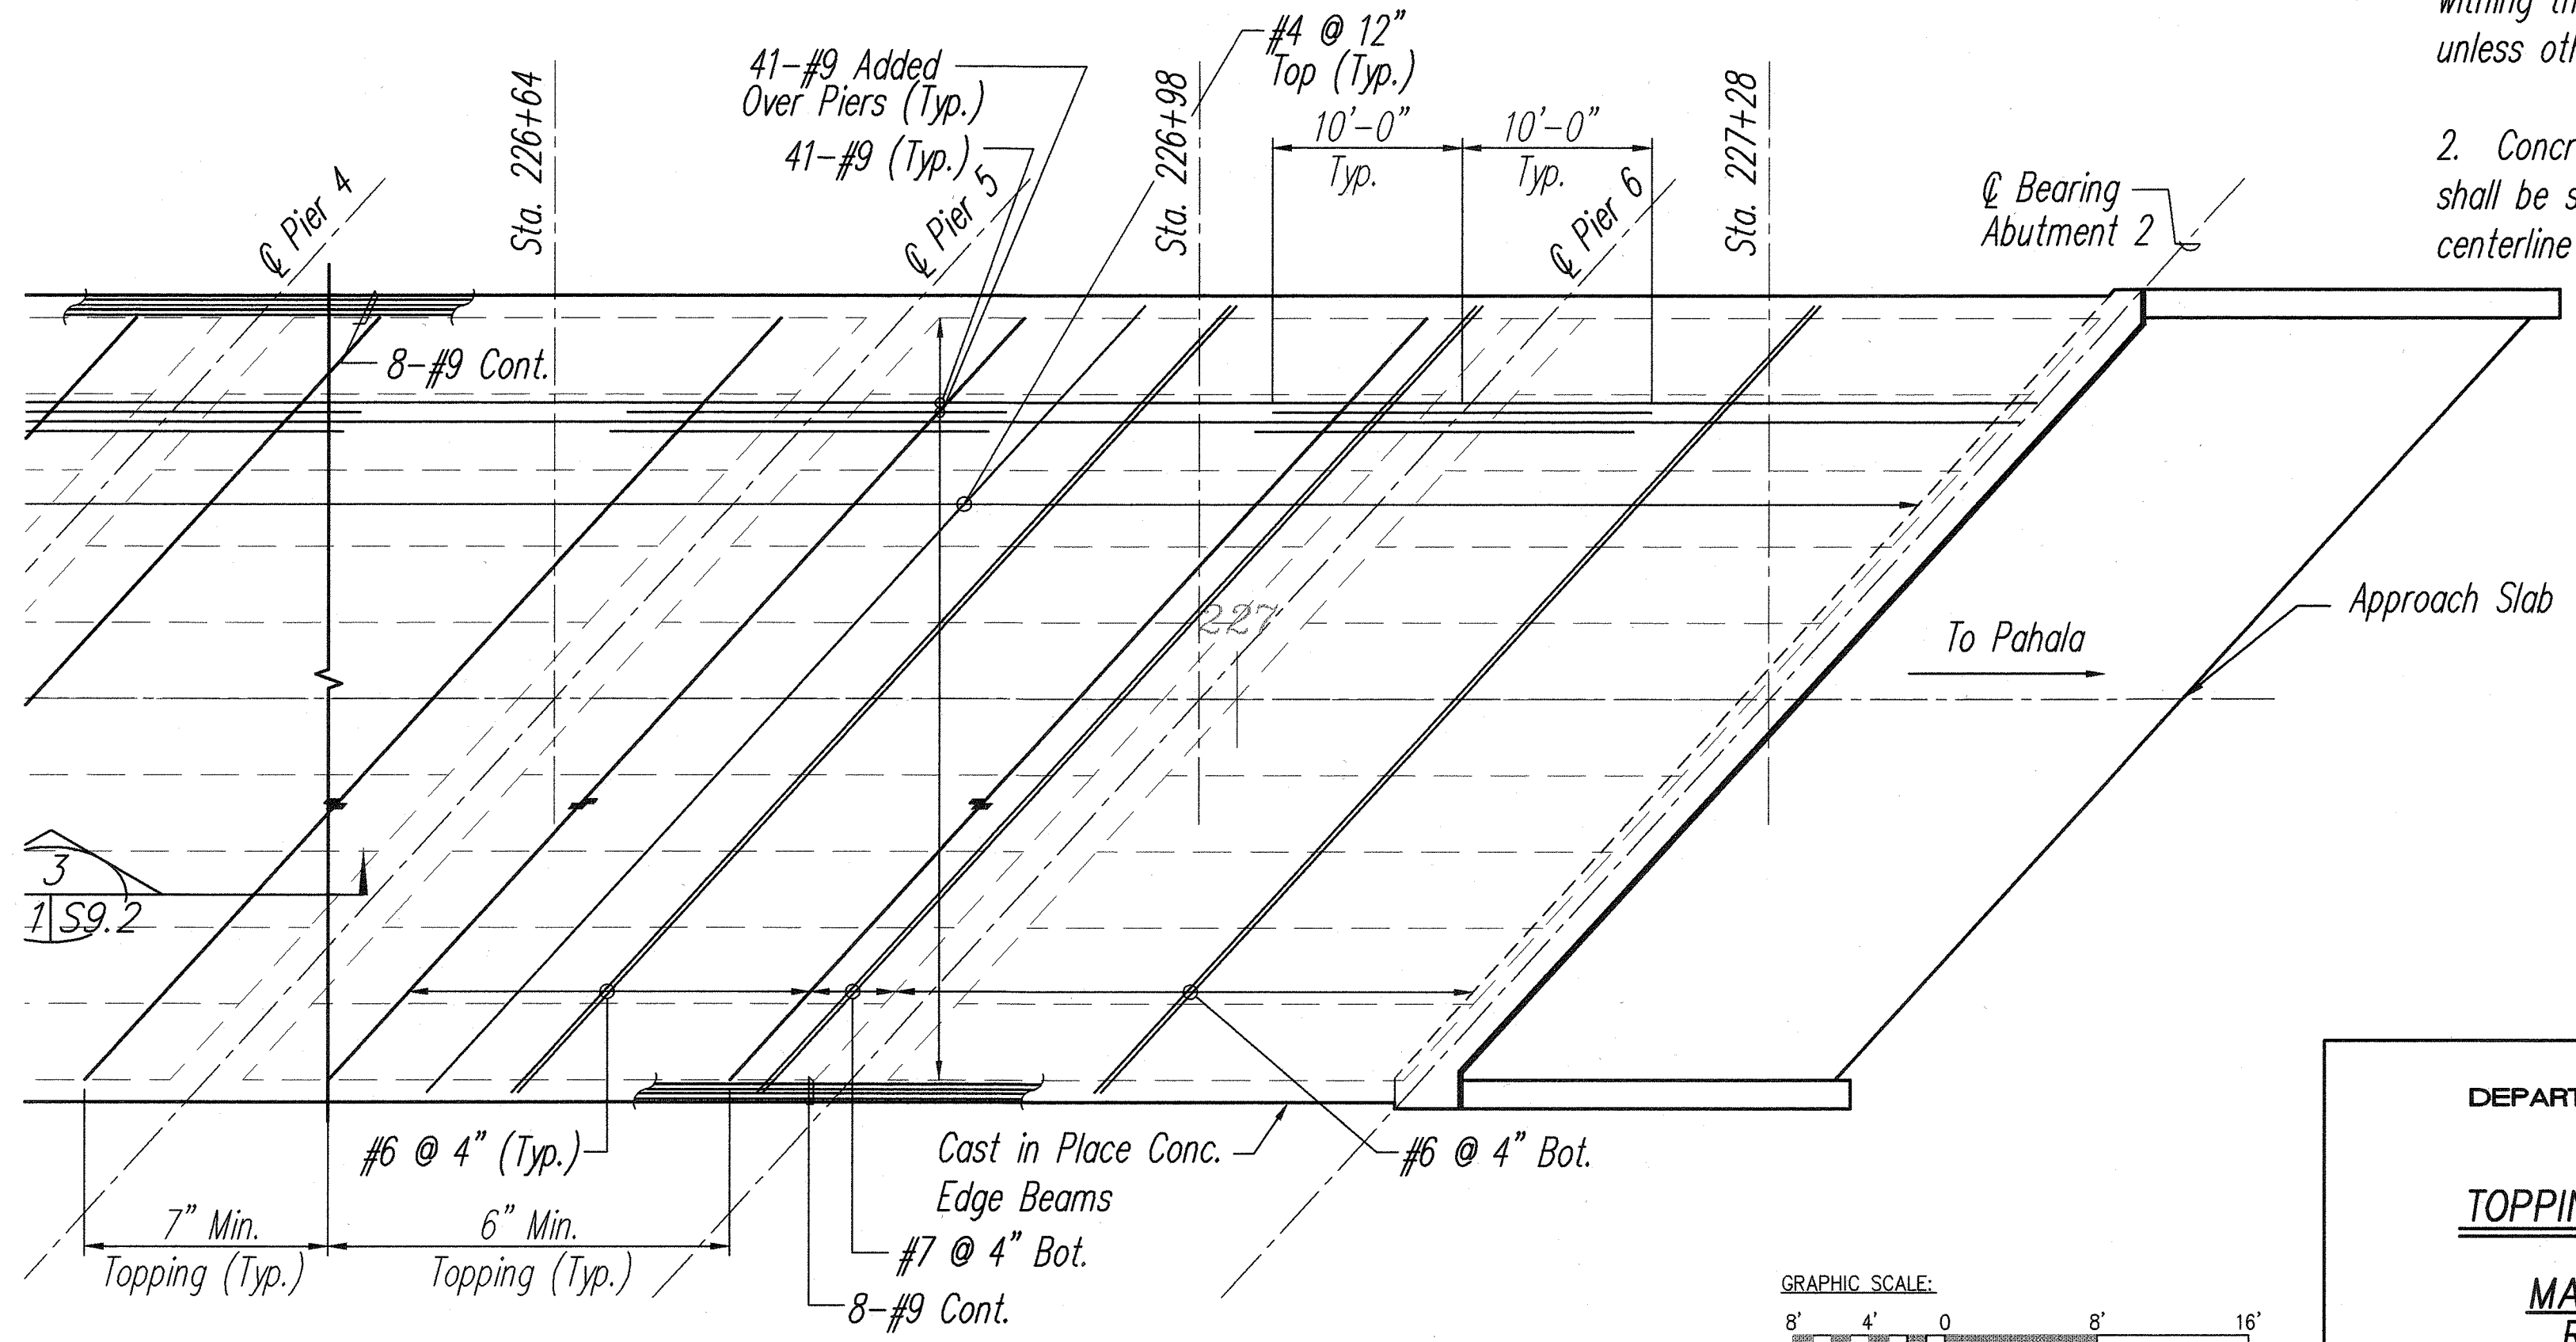 withing th
unless oth
2. Concr
shall be s
centerline
#4 @ 12"
Top (Typ.)
41-#9 Added
Over Piers (Typ.)
41-#9 (Typ.)
Sta. 226+64
Sta. 226+98
Sta. 227+28
10'-0"
Typ.
10'-0"
Typ.
℄ Pier 4
℄ Pier 5
℄ Pier 6
℄ Bearing
Abutment 2
8-#9 Cont.
227
To Pahala
Approach Slab
3
1 S9.2
#6 @ 4" (Typ.)
Cast in Place Conc.
Edge Beams
#6 @ 4" Bot.
#7 @ 4" Bot.
8-#9 Cont.
7" Min.
Topping (Typ.)
6" Min.
Topping (Typ.)
GRAPHIC SCALE:
8' 4' 0 8' 16'
DEPART
TOPPIN
MA